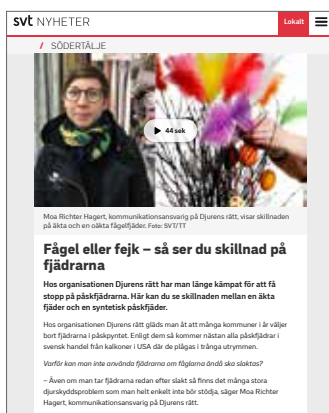 svt NYHETER
Lokalt
/ SÖDERTÄLJE
44 sek
Moa Richter Hagert, kommunikationsansvarig på Djurens rätt, visar skillnaden
på äkta och en oäkta fågelfjäder. Foto: SVT/TT
Fågel eller fejk – så ser du skillnad på
fjädrarna
Hos organisationen Djurens rätt har man länge kämpat för att få
stopp på påskfjädrarna. Här kan du se skillnaden mellan en äkta
fjäder och en syntetisk påskfjäder.
Hos organisationen Djurens rätt gläds man åt att många kommuner i år väljer
bort fjädrarna i påskpyntet. Enligt dem så kommer nästan alla påskfjädrar i
svensk handel från kalkoner i USA där de plågas i trånga utrymmen.
Varför kan man inte använda fjädrarna om fåglarna ändå ska slaktas?
– Även om man tar fjädrarna redan efter slakt så finns det många stora
djurskyddsproblem som man helt enkelt inte bör stödja, säger Moa Richter
Hagert, kommunikationsansvarig på Djurens rätt.